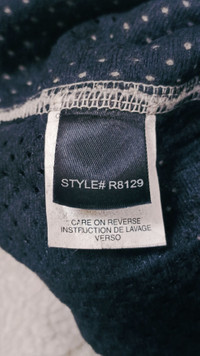 STYLE# R8129
CARE ON REVERSE
INSTRUCTION DE LAVAGE
VERSO